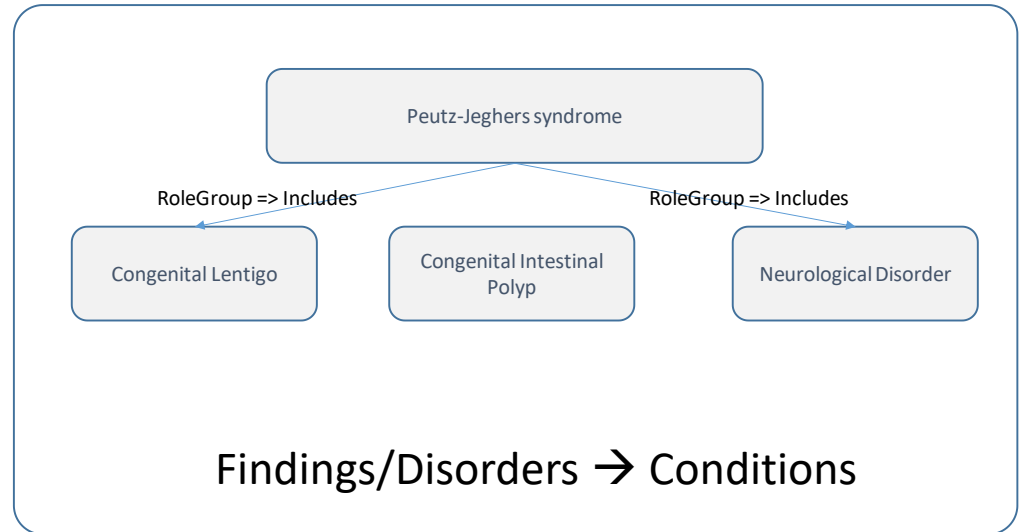 Peutz-Jeghers syndrome
RoleGroup => Includes
RoleGroup => Includes
Congenital Lentigo
Congenital Intestinal
Polyp
Neurological Disorder
Findings/Disorders → Conditions